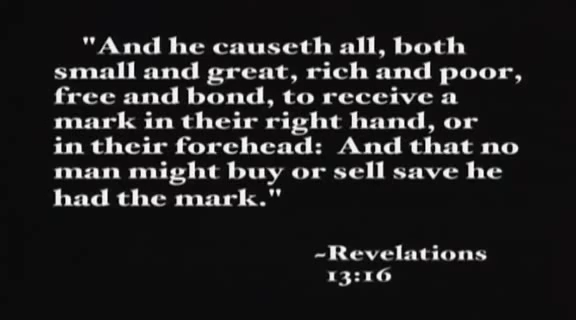 "And he causeth all, both
small and great, rich and poor,
free and bond, to receive a
mark in their right hand, or
in their forehead: And that no
man might buy or sell save he
had the mark."
~Revelations
13:16